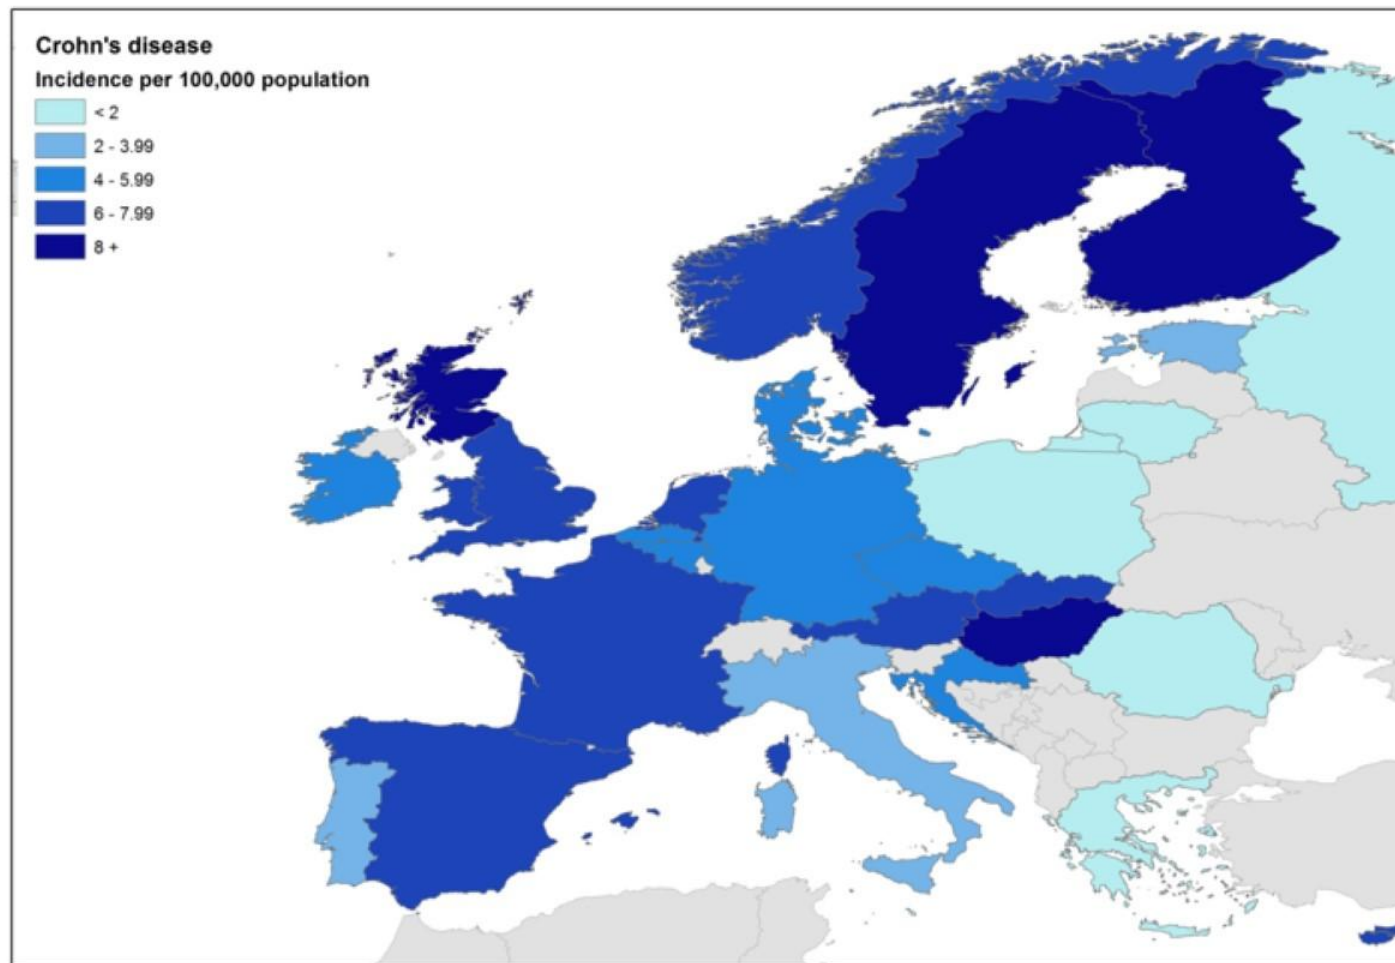 Crohn's disease
Incidence per 100,000 population
< 2
2 - 3.99
4 - 5.99
6 - 7.99
8 +